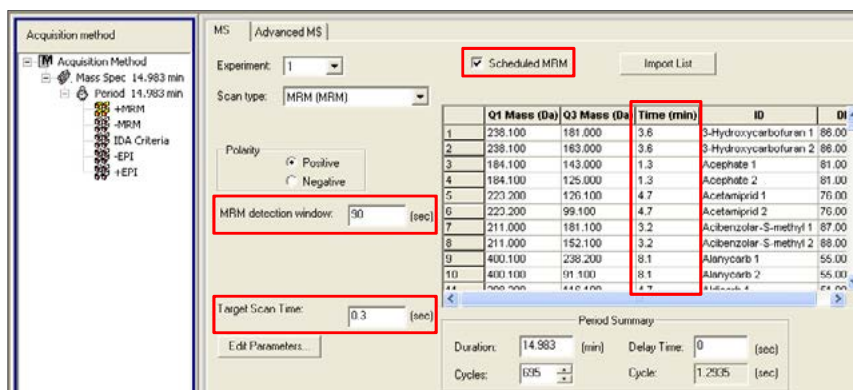 Acquisition method
Acquisition Method
Mass Spec 14.983 min
Period 14.983 min
+MRM
-MRM
IDA Criteria
-EPI
+EPI
MS
Advanced MS
Experiment: 1
Scheduled MRM
Import List
Scan type: MRM (MRM)
Polarity
Positive
Negative
MRM detection window: 90 (sec)
Target Scan Time: 0.3 (sec)
Edit Parameters...
Q1 Mass (Da) Q3 Mass (Da) Time (min) ID
1 238.100 181.000 3.6 3-Hydroxycarbofuran 1 86.00
2 238.100 163.000 3.6 3-Hydroxycarbofuran 2 86.00
3 184.100 143.000 1.3 Acephate 1 81.00
4 184.100 125.000 1.3 Acephate 2 81.00
5 223.200 126.100 4.7 Acetamiprid 1 76.00
6 223.200 99.100 4.7 Acetamiprid 2 76.00
7 211.000 181.100 3.2 Acibenzolar-S-methyl 1 87.00
8 211.000 152.100 3.2 Acibenzolar-S-methyl 2 88.00
9 400.100 238.200 8.1 Alanycarb 1 55.00
10 400.100 91.100 8.1 Alanycarb 2 55.00
Period Summary
Duration: 14.983 (min) Delay Time: 0 (sec)
Cycles: 695 Cycle: 1.2935 (sec)